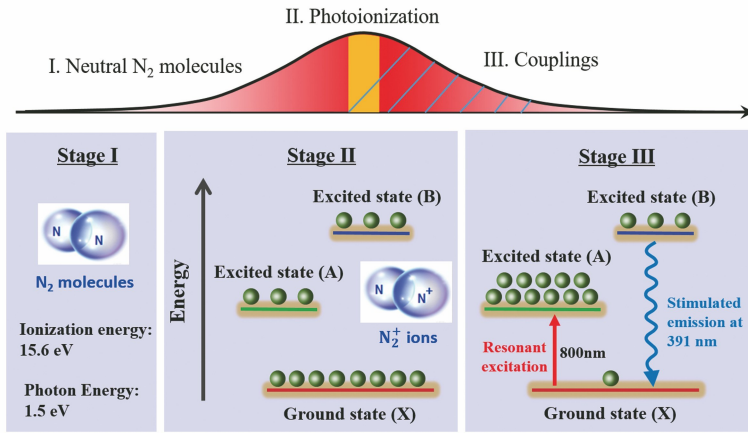 II. Photoionization
I. Neutral N₂ molecules
III. Couplings
Stage I
N
N
N₂ molecules
Ionization energy:
15.6 eV
Photon Energy:
1.5 eV
Stage II
Energy
Excited state (B)
Excited state (A)
N
N⁺
N₂⁺ ions
Ground state (X)
Stage III
Excited state (B)
Excited state (A)
Resonant
excitation
800nm
Stimulated
emission at
391 nm
Ground state (X)